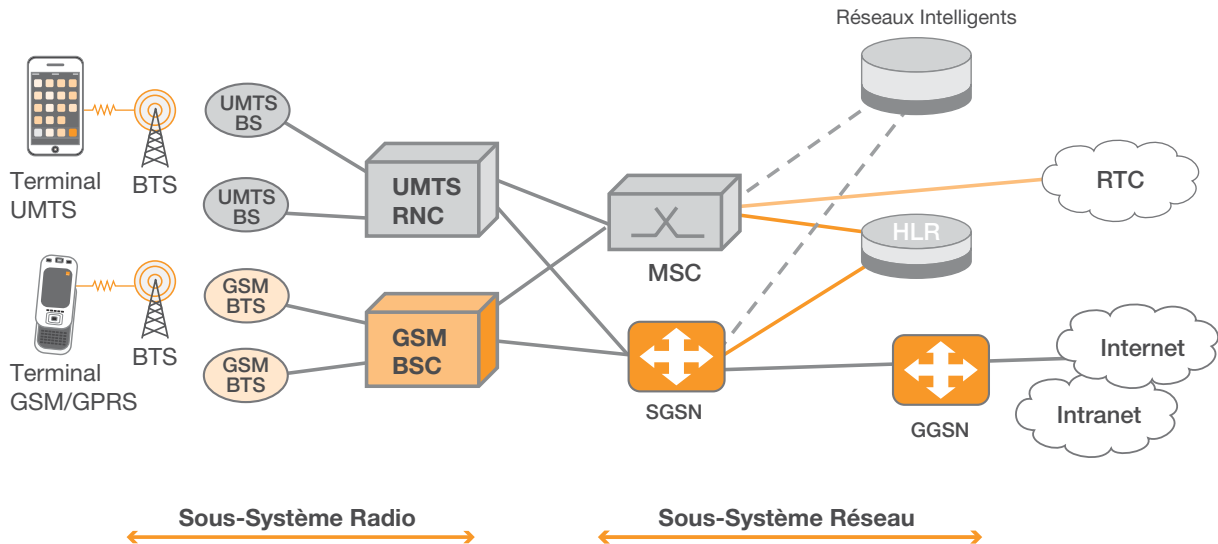 Réseaux Intelligents
UMTS
BS
Terminal
UMTS
BTS
UMTS
BS
UMTS
RNC
MSC
HLR
RTC
GSM
BTS
Terminal
GSM/GPRS
BTS
GSM
BTS
GSM
BSC
SGSN
GGSN
Internet
Intranet
Sous-Système Radio
Sous-Système Réseau